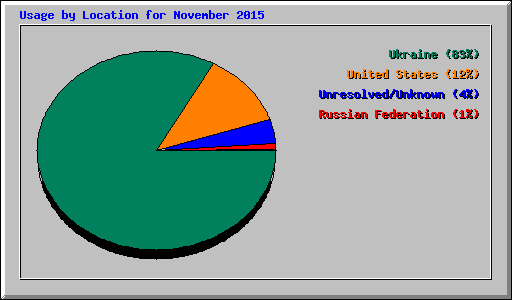 Usage by Location for November 2015
Ukraine (83%)
United States (12%)
Unresolved/Unknown (4%)
Russian Federation (1%)